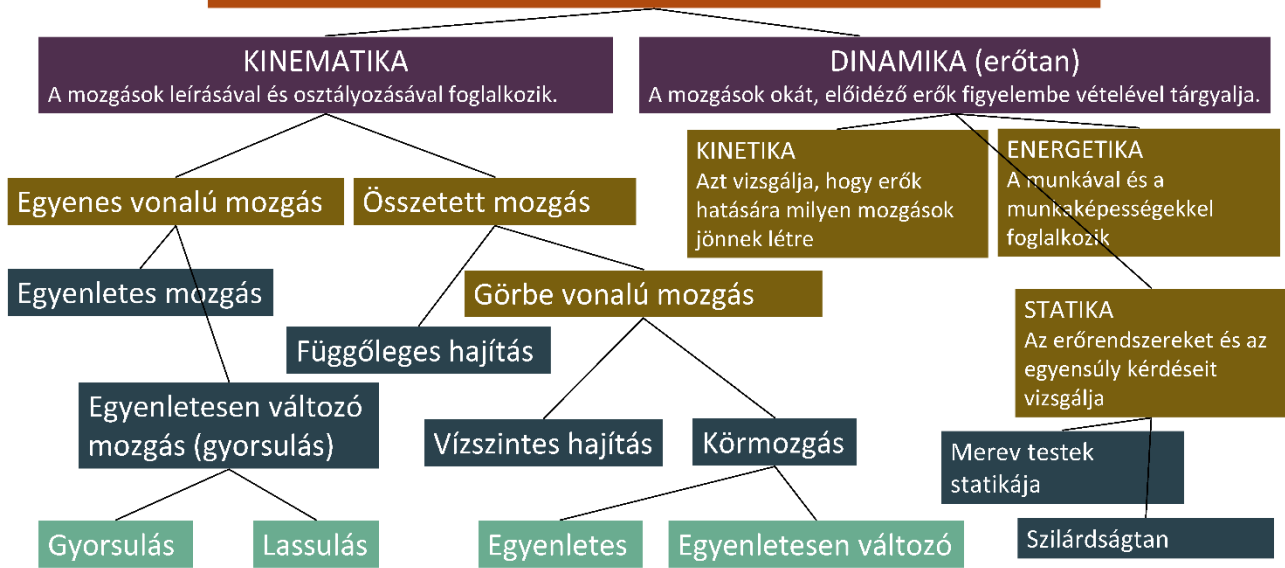 KINEMATIKA
A mozgások leírásával és osztályozásával foglalkozik.
DINAMIKA (erőtan)
A mozgások okát, előidéző erők figyelembe vételével tárgyalja.
KINETIKA
Azt vizsgálja, hogy erők
hatására milyen mozgások
jönnek létre
ENERGETIKA
A munkával és a
munkaképességekkel
foglalkozik
Egyenes vonalú mozgás
Összetett mozgás
Egyenletes mozgás
Görbe vonalú mozgás
STATIKA
Az erőrendszereket és az
egyensúly kérdéseit
vizsgálja
Függőleges hajítás
Egyenletesen változó
mozgás (gyorsulás)
Vízszintes hajítás
Körmozgás
Merev testek
statikája
Gyorsulás
Lassulás
Egyenletes
Egyenletesen változó
Szilárdságtan